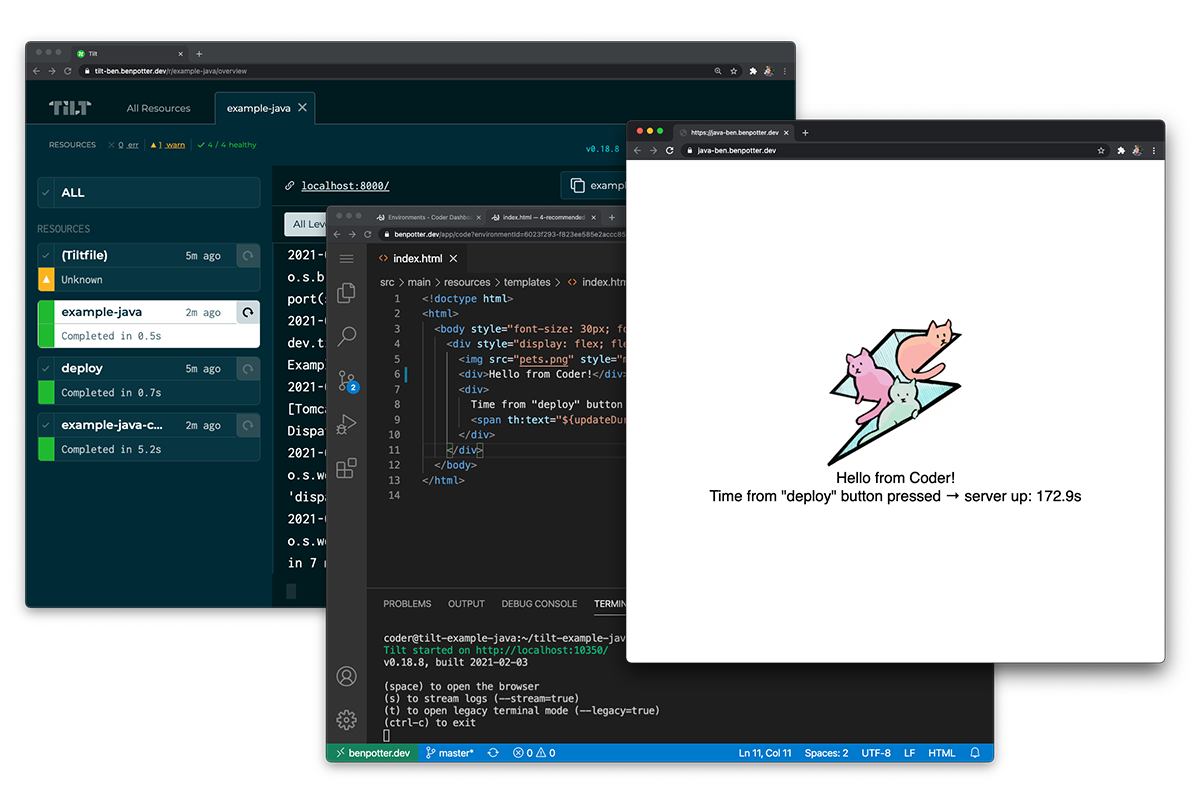 Tilt
tilt-ben.benpotter.dev/r/example-java/overview
TILT
All Resources
example-java
RESOURCES
0 err
1 warn
4 / 4 healthy
v0.18.8
ALL
RESOURCES
(Tiltfile)
5m ago
Unknown
example-java
2m ago
Completed in 0.5s
deploy
5m ago
Completed in 0.7s
example-java-c...
2m ago
Completed in 5.2s
localhost:8000/
examp
All Lev
2021-0
o.s.b
port(s
2021-0
dev.ti
Exampl
2021-0
[Tomca
Dispat
2021-0
o.s.we
'dispa
2021-0
o.s.we
in 7 m
Environments - Coder Dashbo
index.html — 4-recommended
benpotter.dev/app/code?environmentId=6023f293-f823ee585e2accc85
index.html
src > main > resources > templates > <> index.htm
1 <!doctype html>
2 <html>
3 <body style="font-size: 30px; fo
4 <div style="display: flex; fle
5 <img src="pets.png" style="m
6 <div>Hello from Coder!</div>
7 <div>
8 Time from "deploy" button
9 <span th:text="${updateDur
10 </div>
11 </div>
12 </body>
13 </html>
14
2
PROBLEMS
OUTPUT
DEBUG CONSOLE
TERMIN
coder@tilt-example-java:~/tilt-example-jav
Tilt started on http://localhost:10350/
v0.18.8, built 2021-02-03
(space) to open the browser
(s) to stream logs (--stream=true)
(t) to open legacy terminal mode (--legacy=true)
(ctrl-c) to exit
benpotter.dev
master*
0
0
Ln 11, Col 11
Spaces: 2
UTF-8
LF
HTML
https://java-ben.benpotter.dev
java-ben.benpotter.dev
Hello from Coder!
Time from "deploy" button pressed → server up: 172.9s